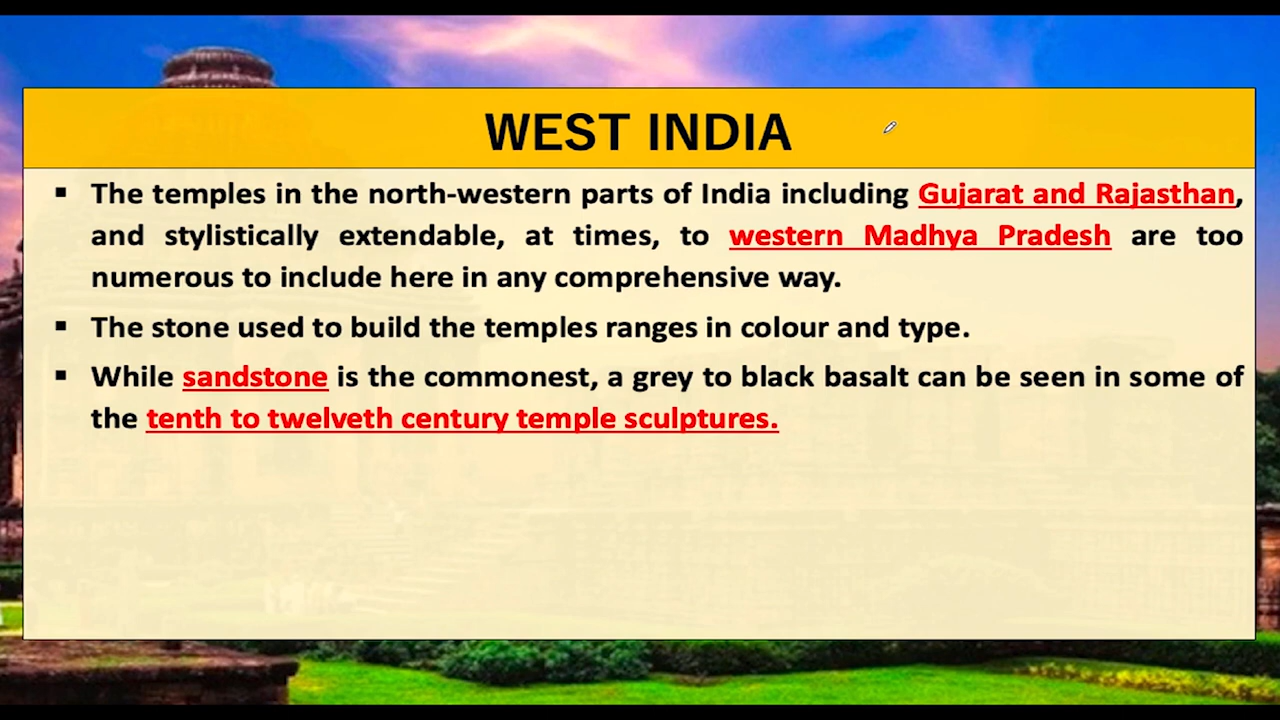 WEST INDIA
▪ The temples in the north-western parts of India including Gujarat and Rajasthan,
and stylistically extendable, at times, to western Madhya Pradesh are too
numerous to include here in any comprehensive way.
▪ The stone used to build the temples ranges in colour and type.
▪ While sandstone is the commonest, a grey to black basalt can be seen in some of
the tenth to twelveth century temple sculptures.